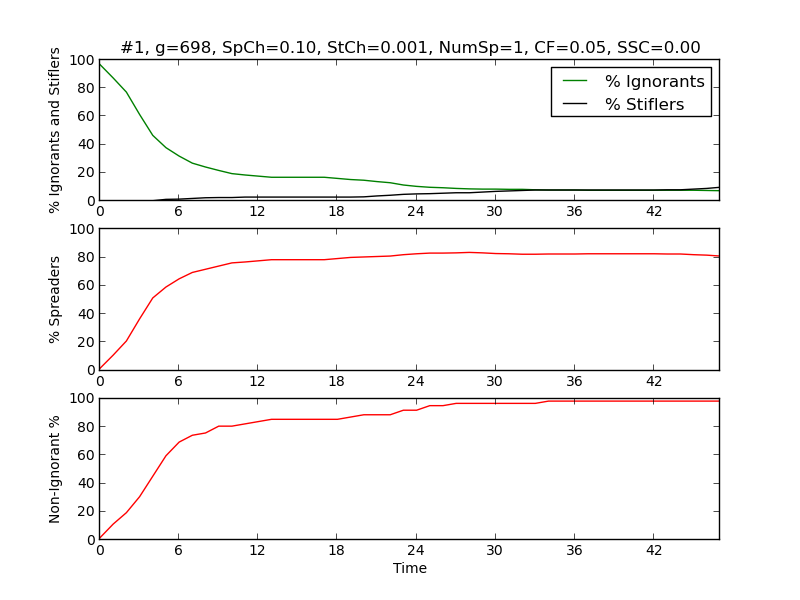 #1, g=698, SpCh=0.10, StCh=0.001, NumSp=1, CF=0.05, SSC=0.00
% Ignorants and Stiflers
100
80
60
40
20
0
% Ignorants
% Stiflers
0 6 12 18 24 30 36 42
% Spreaders
100
80
60
40
20
0
0 6 12 18 24 30 36 42
Non-Ignorant %
100
80
60
40
20
0
0 6 12 18 24 30 36 42
Time